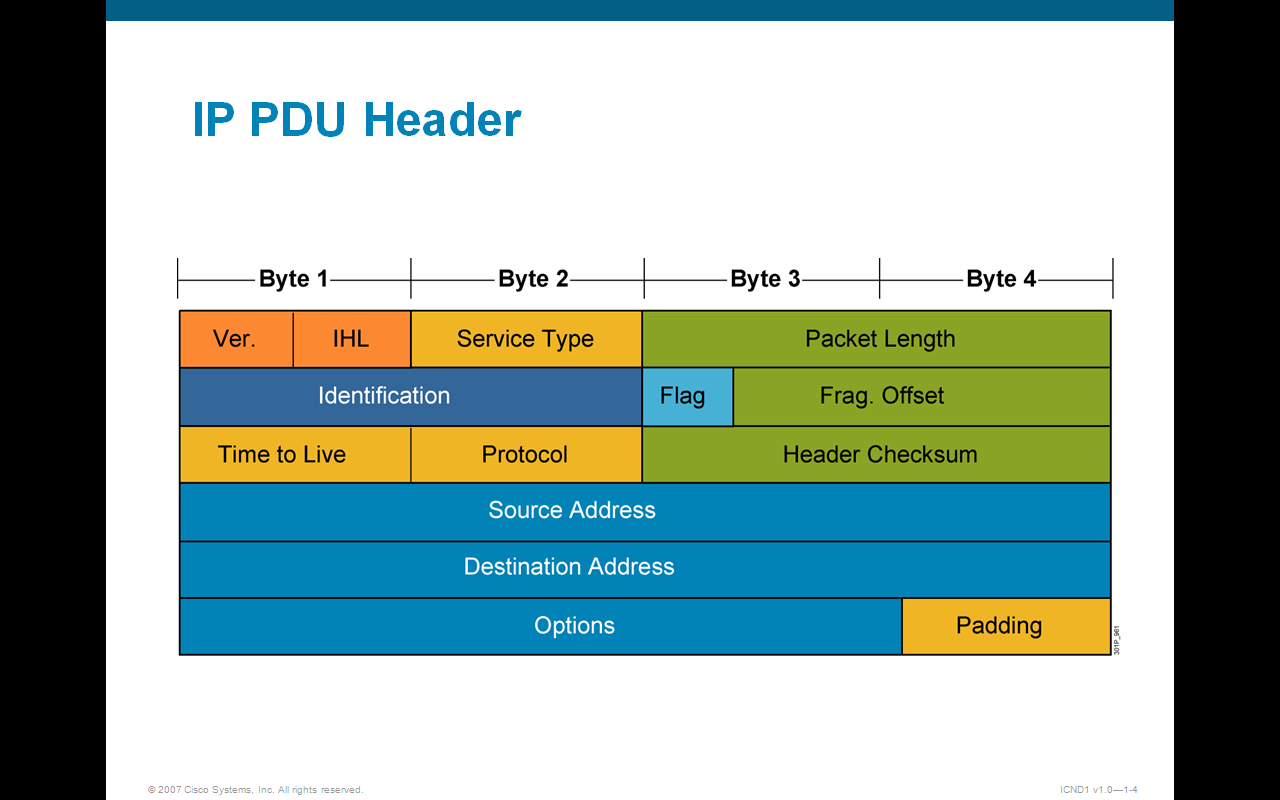 IP PDU Header
Byte 1 Byte 2 Byte 3 Byte 4
Ver. IHL Service Type Packet Length
Identification Flag Frag. Offset
Time to Live Protocol Header Checksum
Source Address
Destination Address
Options Padding
301P_981
© 2007 Cisco Systems, Inc. All rights reserved. ICND1 v1.0—1-4